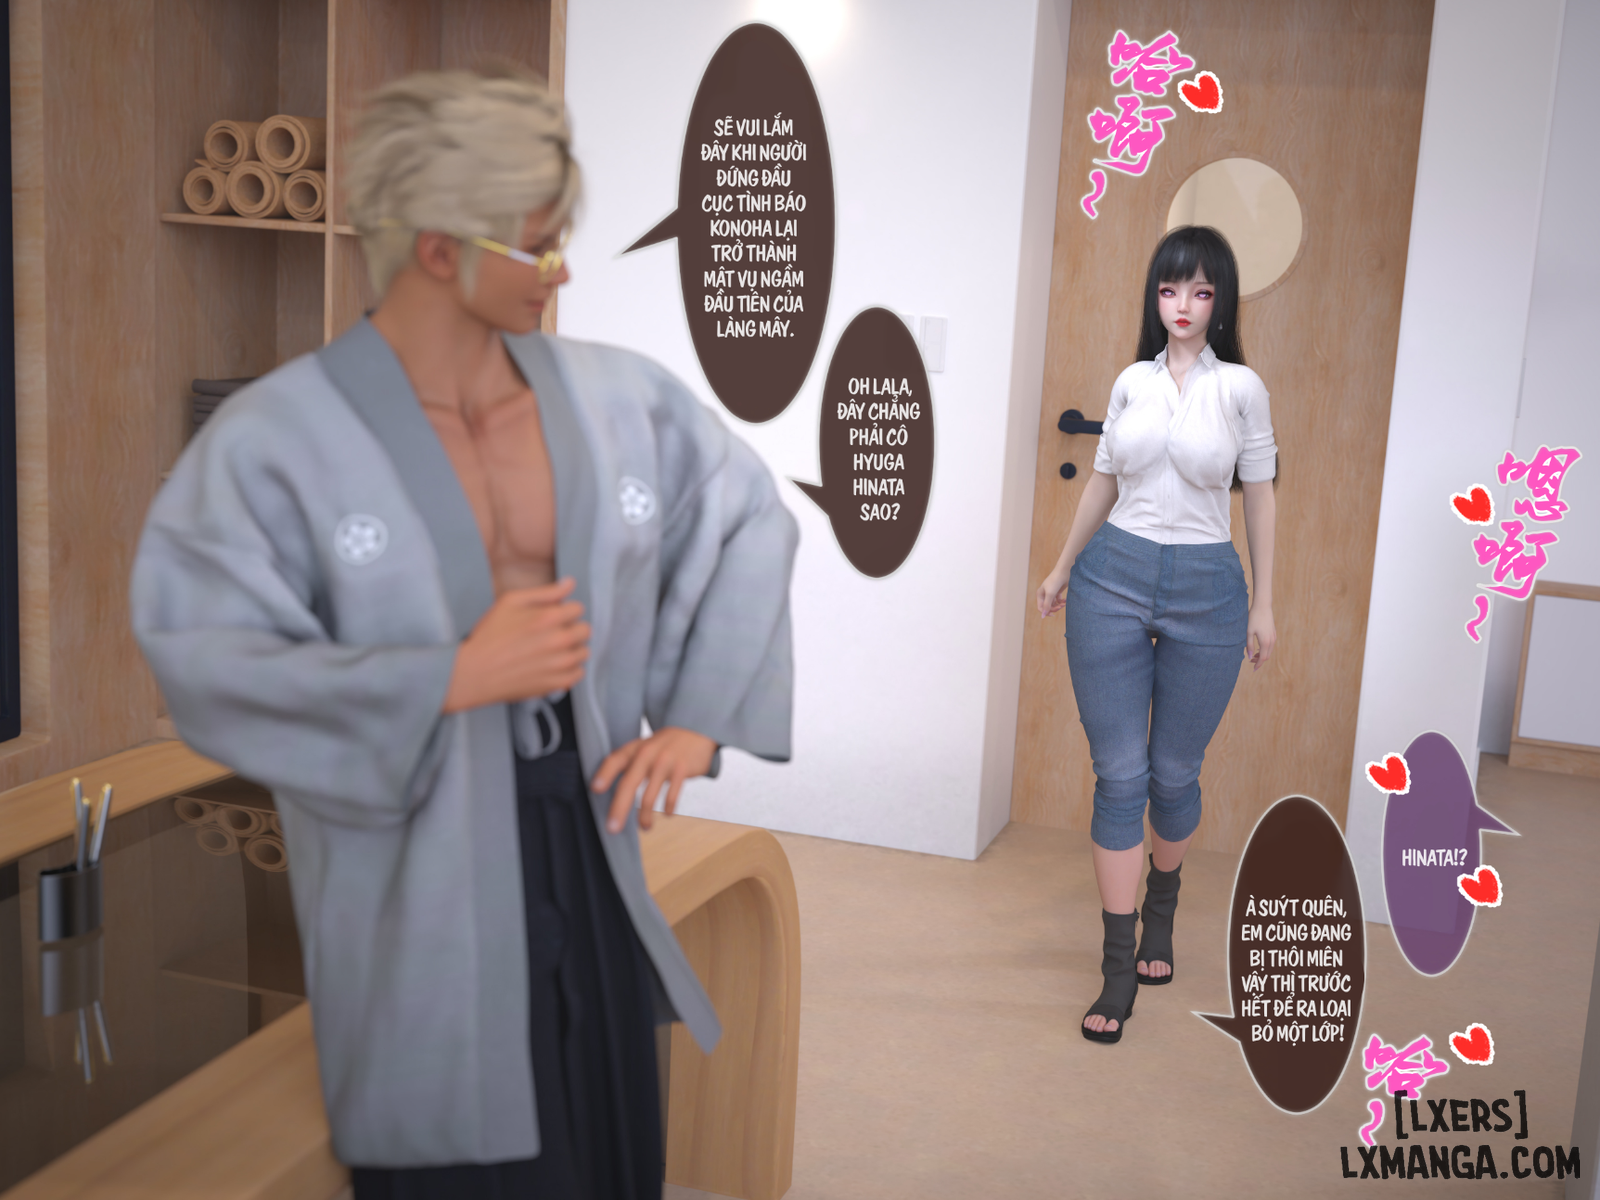 SẼ VUI LẮM
ĐÂY KHI NGƯỜI
ĐỨNG ĐẦU
CỤC TÌNH BÁO
KONOHA LẠI
TRỞ THÀNH
MẬT VỤ NGẦM
ĐẦU TIÊN CỦA
LÀNG MÂY.
OH LALA,
ĐÂY CHẲNG
PHẢI CÔ
HYUGA
HINATA
SAO?
哈
啊
~
嗯
啊
~
HINATA!?
À SUÝT QUÊN,
EM CŨNG ĐANG
BỊ THÔI MIÊN
VẬY THÌ TRƯỚC
HẾT ĐỂ RA LOẠI
BỎ MỘT LỚP!
哈
~
[LXERS]
LXMANGA.COM